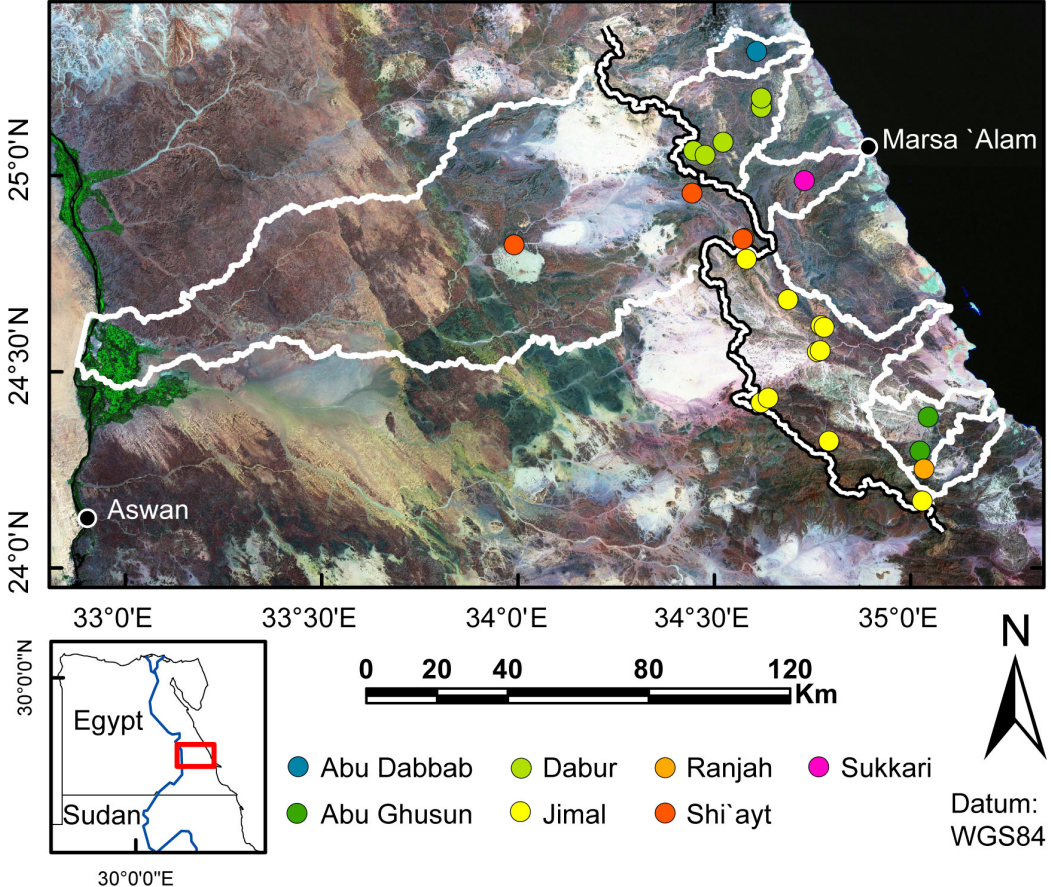 25°0'N
24°30'N
24°0'N
Marsa `Alam
Aswan
33°0'E
33°30'E
34°0'E
34°30'E
35°0'E
30°0'0"N
Egypt
Sudan
30°0'0"E
0 20 40 80 120
Km
N
Abu Dabbab
Dabur
Ranjah
Sukkari
Abu Ghusun
Jimal
Shi`ayt
Datum:
WGS84